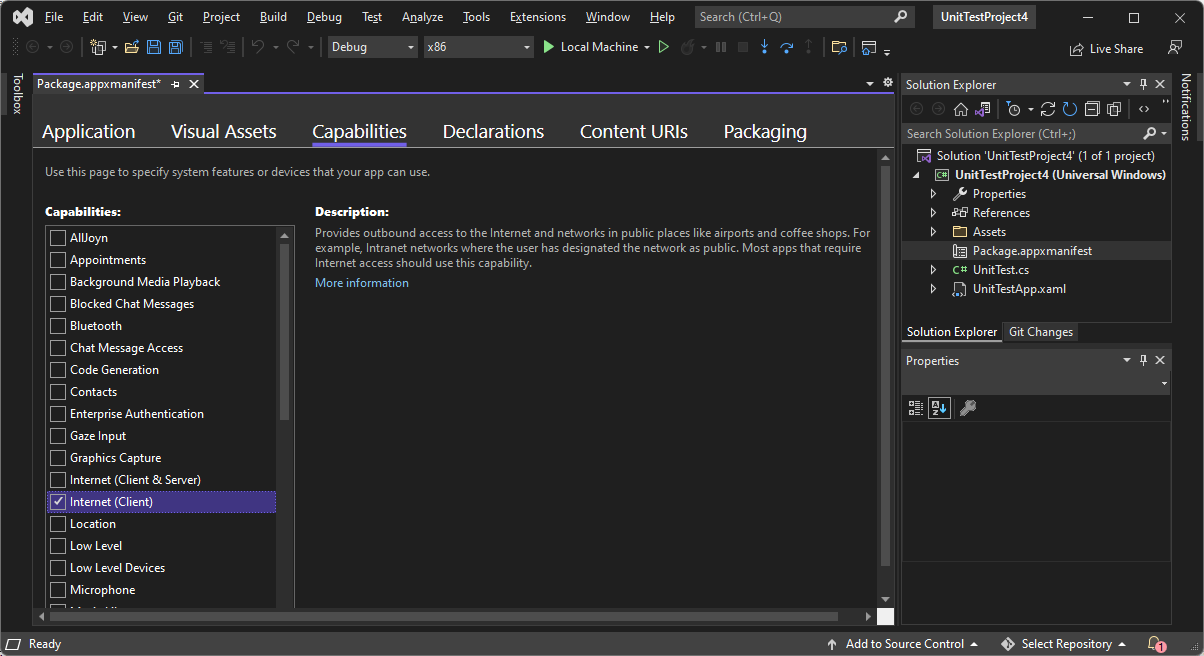 File Edit View Git Project Build Debug Test Analyze Tools Extensions Window Help Search (Ctrl+Q) UnitTestProject4
Debug x86 Local Machine Live Share
Toolbox
Package.appxmanifest*
Application Visual Assets Capabilities Declarations Content URIs Packaging
Use this page to specify system features or devices that your app can use.
Capabilities:
AllJoyn
Appointments
Background Media Playback
Blocked Chat Messages
Bluetooth
Chat Message Access
Code Generation
Contacts
Enterprise Authentication
Gaze Input
Graphics Capture
Internet (Client & Server)
Internet (Client)
Location
Low Level
Low Level Devices
Microphone
Description:
Provides outbound access to the Internet and networks in public places like airports and coffee shops. For
example, Intranet networks where the user has designated the network as public. Most apps that require
Internet access should use this capability.
More information
Solution Explorer
Search Solution Explorer (Ctrl+;)
Solution 'UnitTestProject4' (1 of 1 project)
C# UnitTestProject4 (Universal Windows)
Properties
References
Assets
Package.appxmanifest
C# UnitTest.cs
UnitTestApp.xaml
Solution Explorer Git Changes
Properties
Notifications
Ready Add to Source Control Select Repository 1